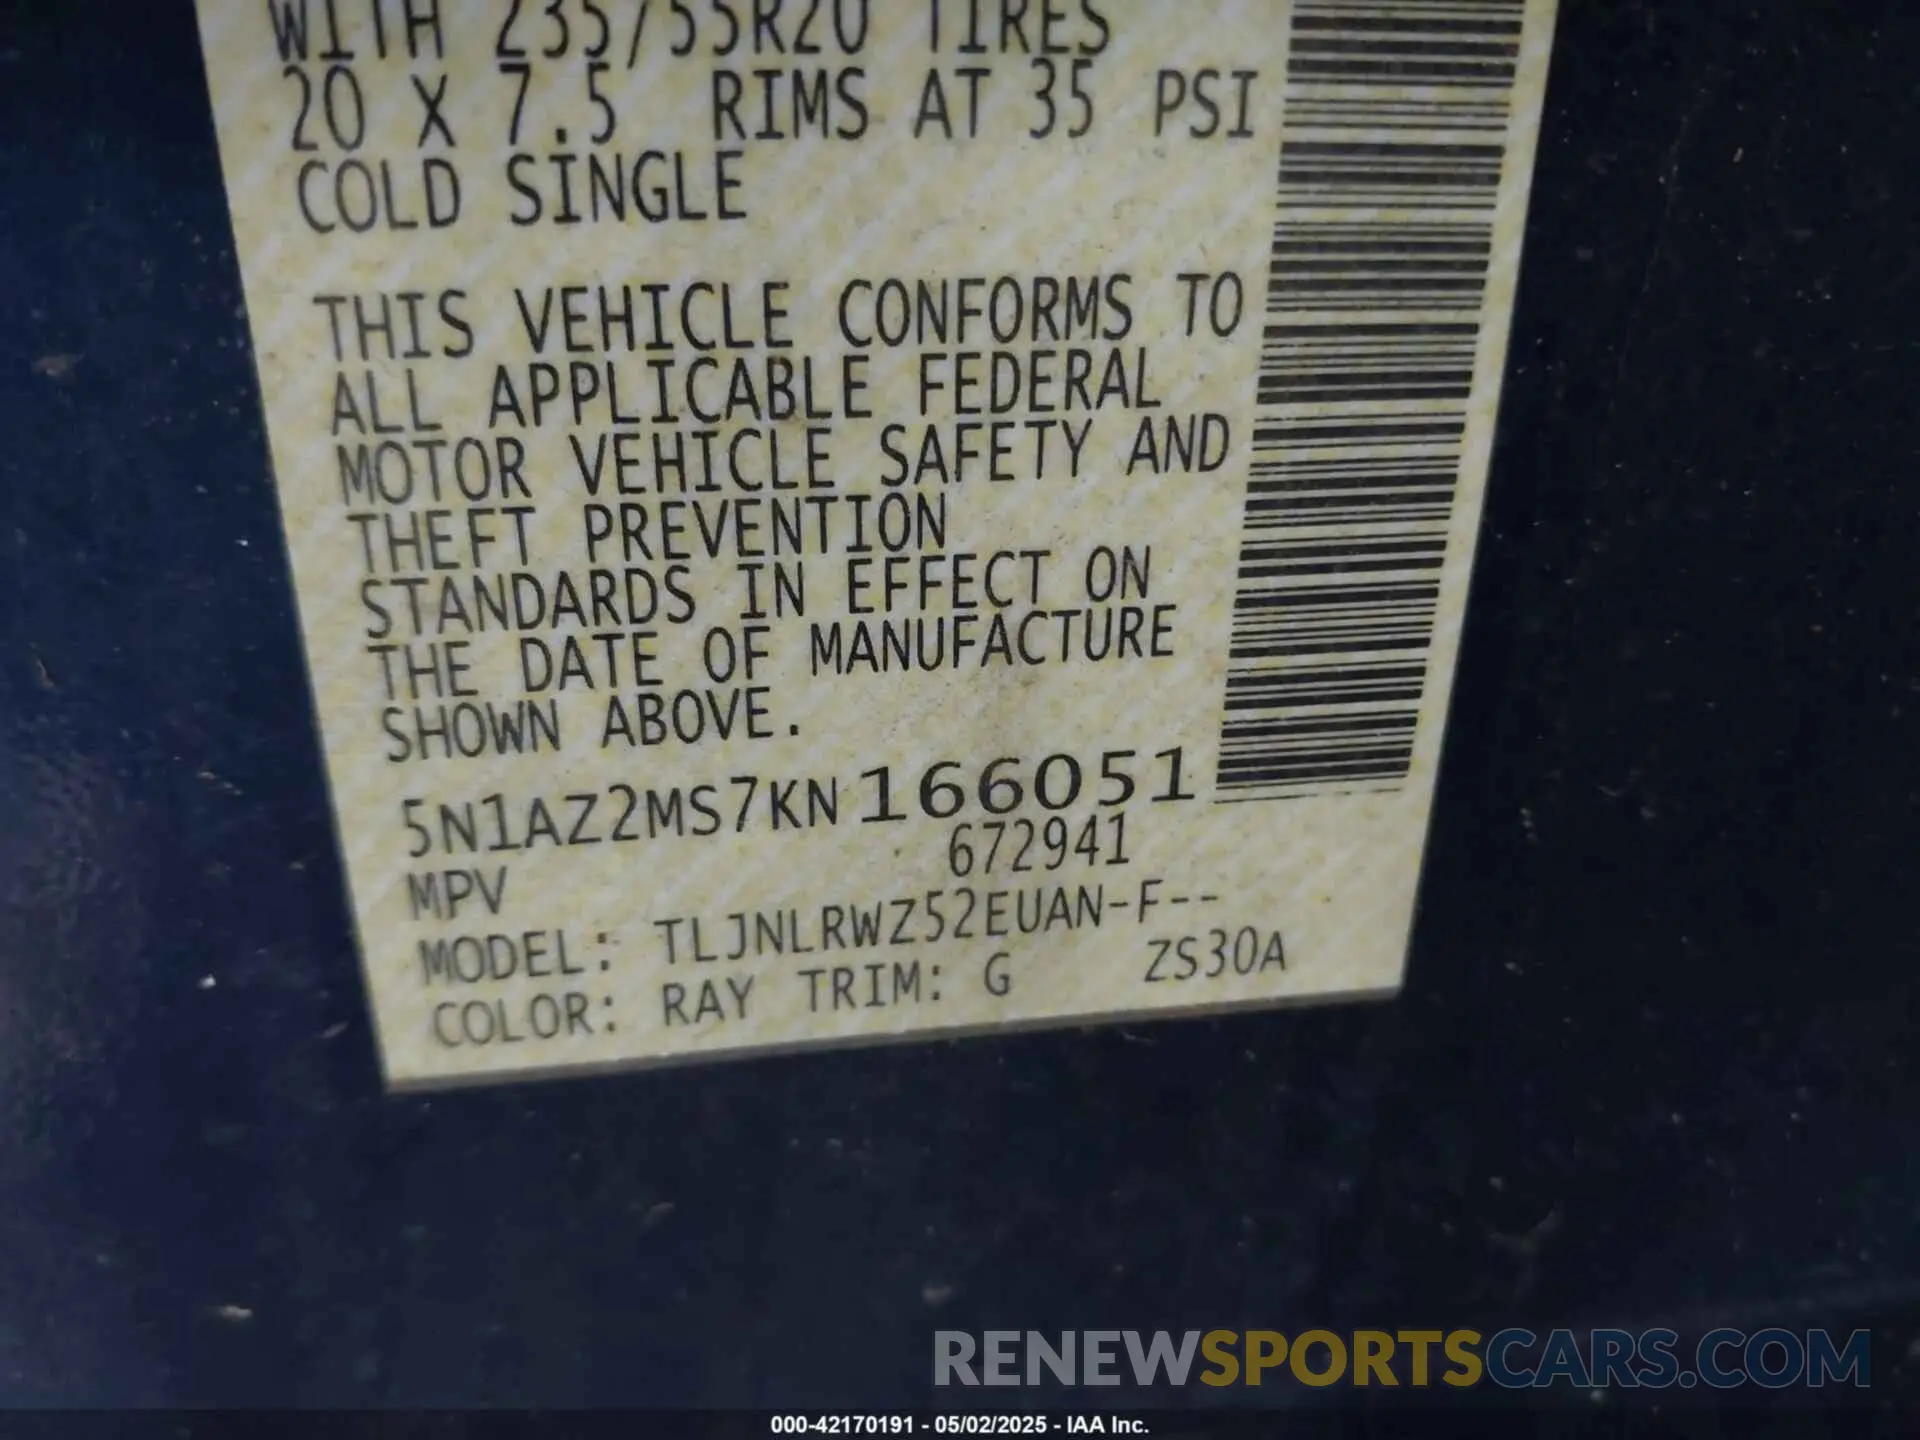 WITH 235/55R20 TIRES
20 X 7.5 RIMS AT 35 PSI
COLD SINGLE
THIS VEHICLE CONFORMS TO
ALL APPLICABLE FEDERAL
MOTOR VEHICLE SAFETY AND
THEFT PREVENTION
STANDARDS IN EFFECT ON
THE DATE OF MANUFACTURE
SHOWN ABOVE.
5N1AZ2MS7KN166051
672941
MPV
MODEL: TLJNLRWZ52EUAN-F--
COLOR: RAY TRIM: G ZS30A
RENEWSPORTSCARS.COM
000-42170191 - 05/02/2025 - IAA Inc.